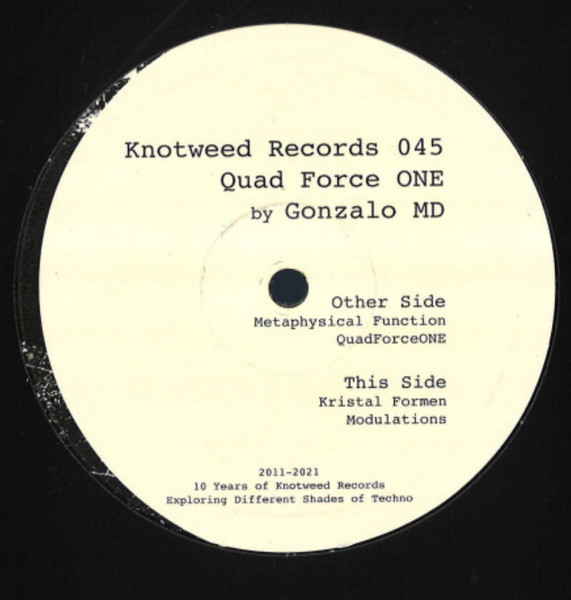 Knotweed Records 045
Quad Force ONE
by Gonzalo MD
Other Side
Metaphysical Function
QuadForceONE
This Side
Kristal Formen
Modulations
2011-2021
10 Years of Knotweed Records
Exploring Different Shades of Techno